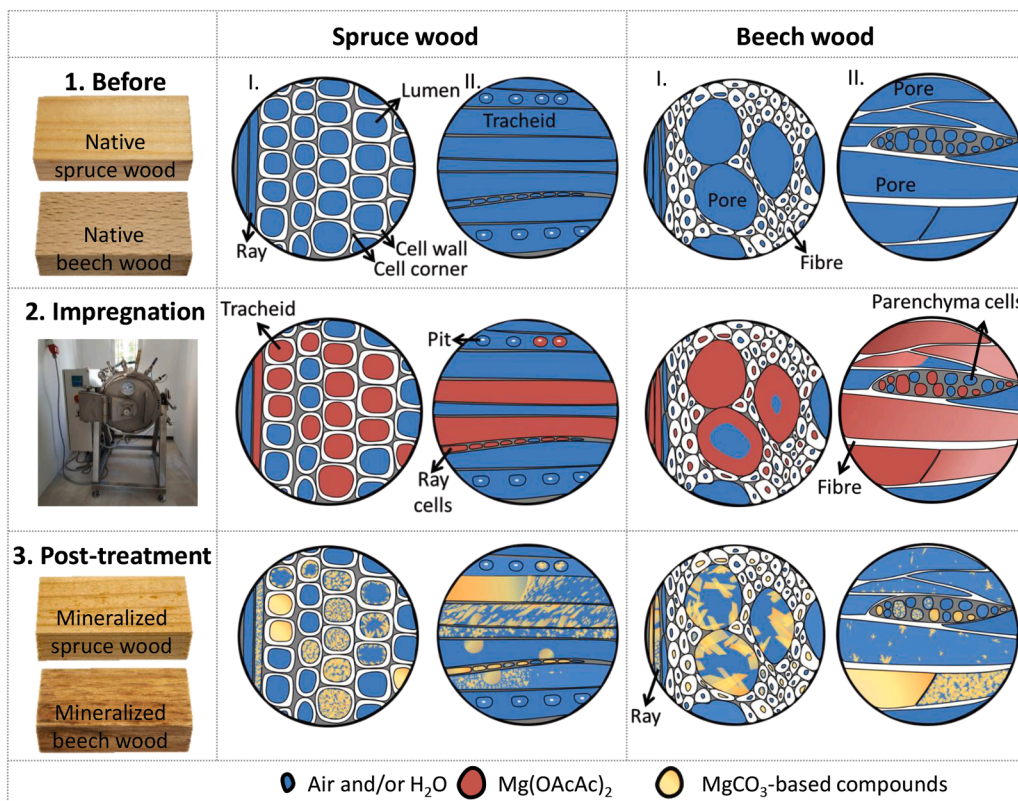 Spruce wood
Beech wood
1. Before
Native
spruce wood
Native
beech wood
I.
Lumen
Ray
Cell wall
Cell corner
II.
Tracheid
I.
Pore
Fibre
II.
Pore
Pore
2. Impregnation
Tracheid
Pit
Ray
cells
Parenchyma cells
Fibre
3. Post-treatment
Mineralized
spruce wood
Mineralized
beech wood
Ray
Air and/or H₂O
Mg(OAcAc)₂
MgCO₃-based compounds